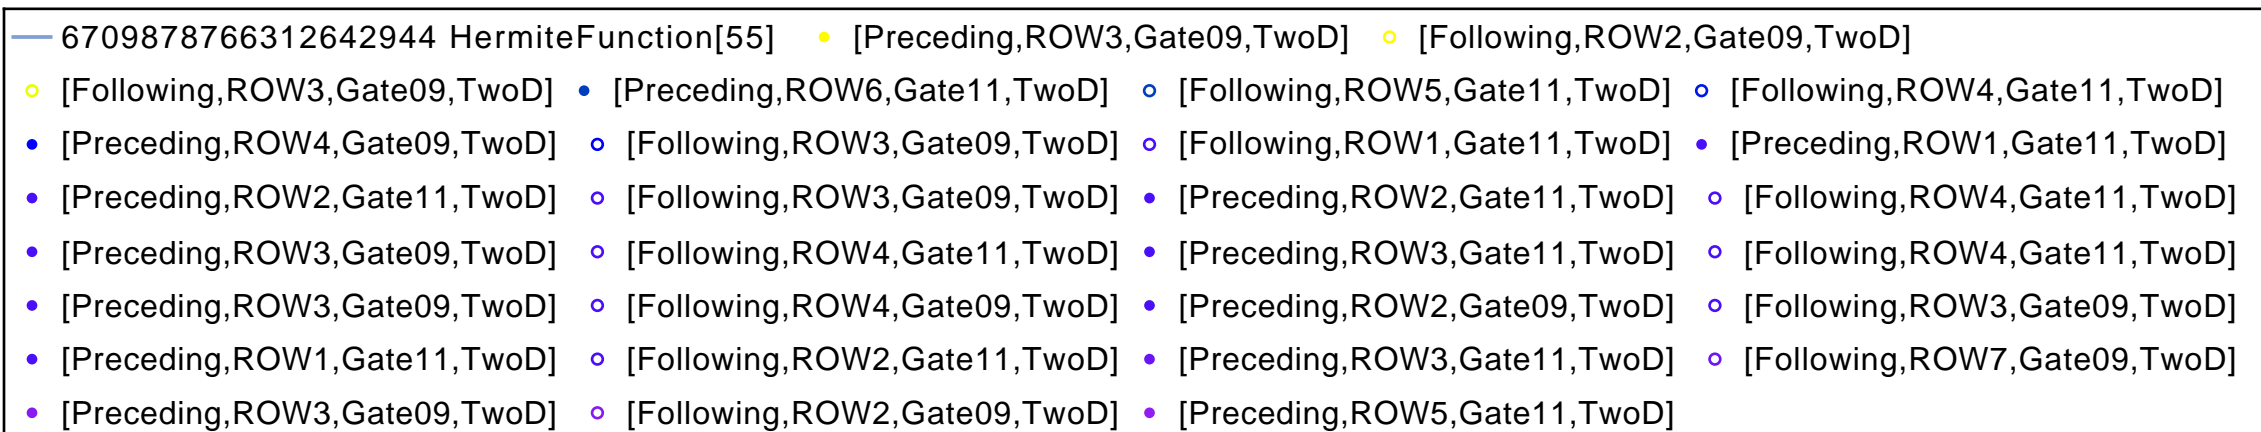 6709878766312642944 HermiteFunction[55] [Preceding,ROW3,Gate09,TwoD] [Following,ROW2,Gate09,TwoD]
[Following,ROW3,Gate09,TwoD] [Preceding,ROW6,Gate11,TwoD] [Following,ROW5,Gate11,TwoD] [Following,ROW4,Gate11,TwoD]
[Preceding,ROW4,Gate09,TwoD] [Following,ROW3,Gate09,TwoD] [Following,ROW1,Gate11,TwoD] [Preceding,ROW1,Gate11,TwoD]
[Preceding,ROW2,Gate11,TwoD] [Following,ROW3,Gate09,TwoD] [Preceding,ROW2,Gate11,TwoD] [Following,ROW4,Gate11,TwoD]
[Preceding,ROW3,Gate09,TwoD] [Following,ROW4,Gate11,TwoD] [Preceding,ROW3,Gate11,TwoD] [Following,ROW4,Gate11,TwoD]
[Preceding,ROW3,Gate09,TwoD] [Following,ROW4,Gate09,TwoD] [Preceding,ROW2,Gate09,TwoD] [Following,ROW3,Gate09,TwoD]
[Preceding,ROW1,Gate11,TwoD] [Following,ROW2,Gate11,TwoD] [Preceding,ROW3,Gate11,TwoD] [Following,ROW7,Gate09,TwoD]
[Preceding,ROW3,Gate09,TwoD] [Following,ROW2,Gate09,TwoD] [Preceding,ROW5,Gate11,TwoD]